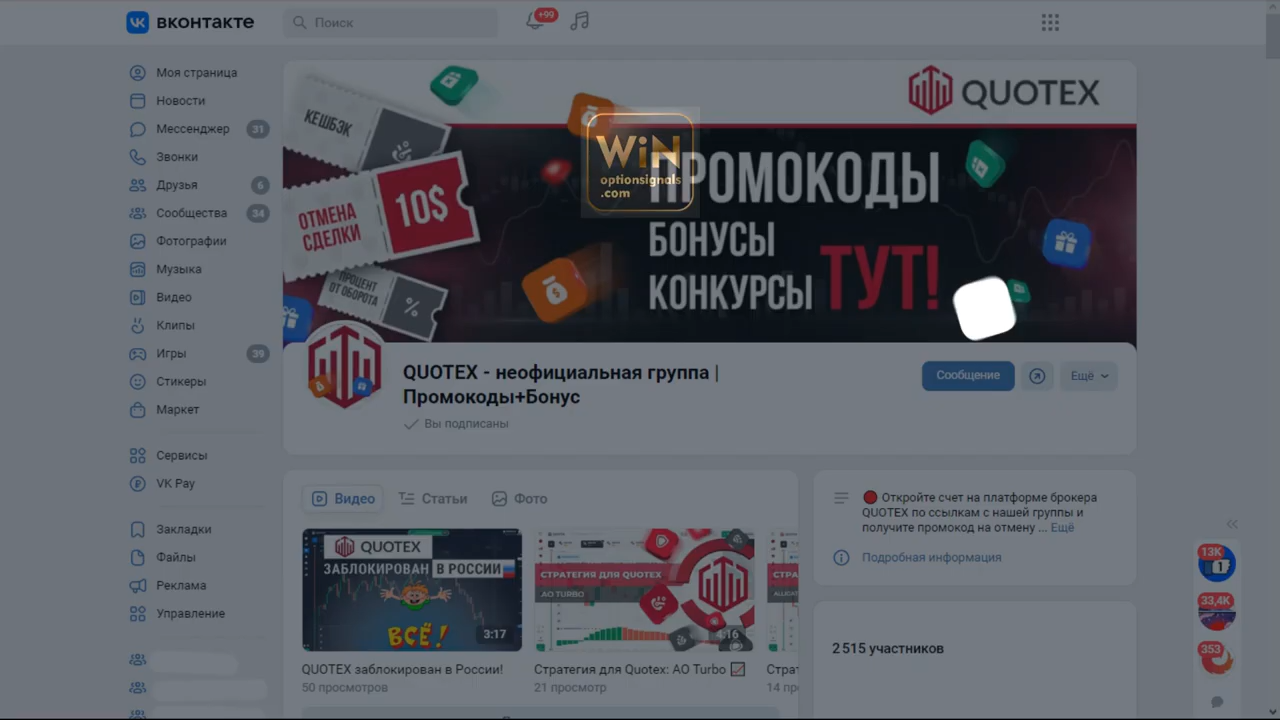 вконтакте
Поиск
+99
Моя страница
Новости
Мессенджер 31
Звонки
Друзья 6
Сообщества 34
Фотографии
Музыка
Видео
Клипы
Игры 39
Стикеры
Маркет
Сервисы
VK Pay
Закладки
Файлы
Реклама
Управление
QUOTEX
КЕШБЭК
10$
ОТМЕНА
СДЕЛКИ
ПРОЦЕНТ
ОТ ОБОРОТА
%
WiN
optionsignals
.com
ПРОМОКОДЫ
БОНУСЫ
КОНКУРСЫ ТУТ!
QUOTEX - неофициальная группа |
Промокоды+Бонус
Вы подписаны
Сообщение
Ещё
Видео
Статьи
Фото
QUOTEX
ЗАБЛОКИРОВАН В РОССИИ
ВСЁ!
3:17
QUOTEX заблокирован в России!
50 просмотров
СТРАТЕГИЯ ДЛЯ QUOTEX
AO TURBO
4:16
Стратегия для Quotex: AO Turbo
21 просмотр
🔴 Откройте счет на платформе брокера
QUOTEX по ссылкам с нашей группы и
получите промокод на отмену ... Ещё
Подробная информация
2 515 участников
13K
1
33,4K
353